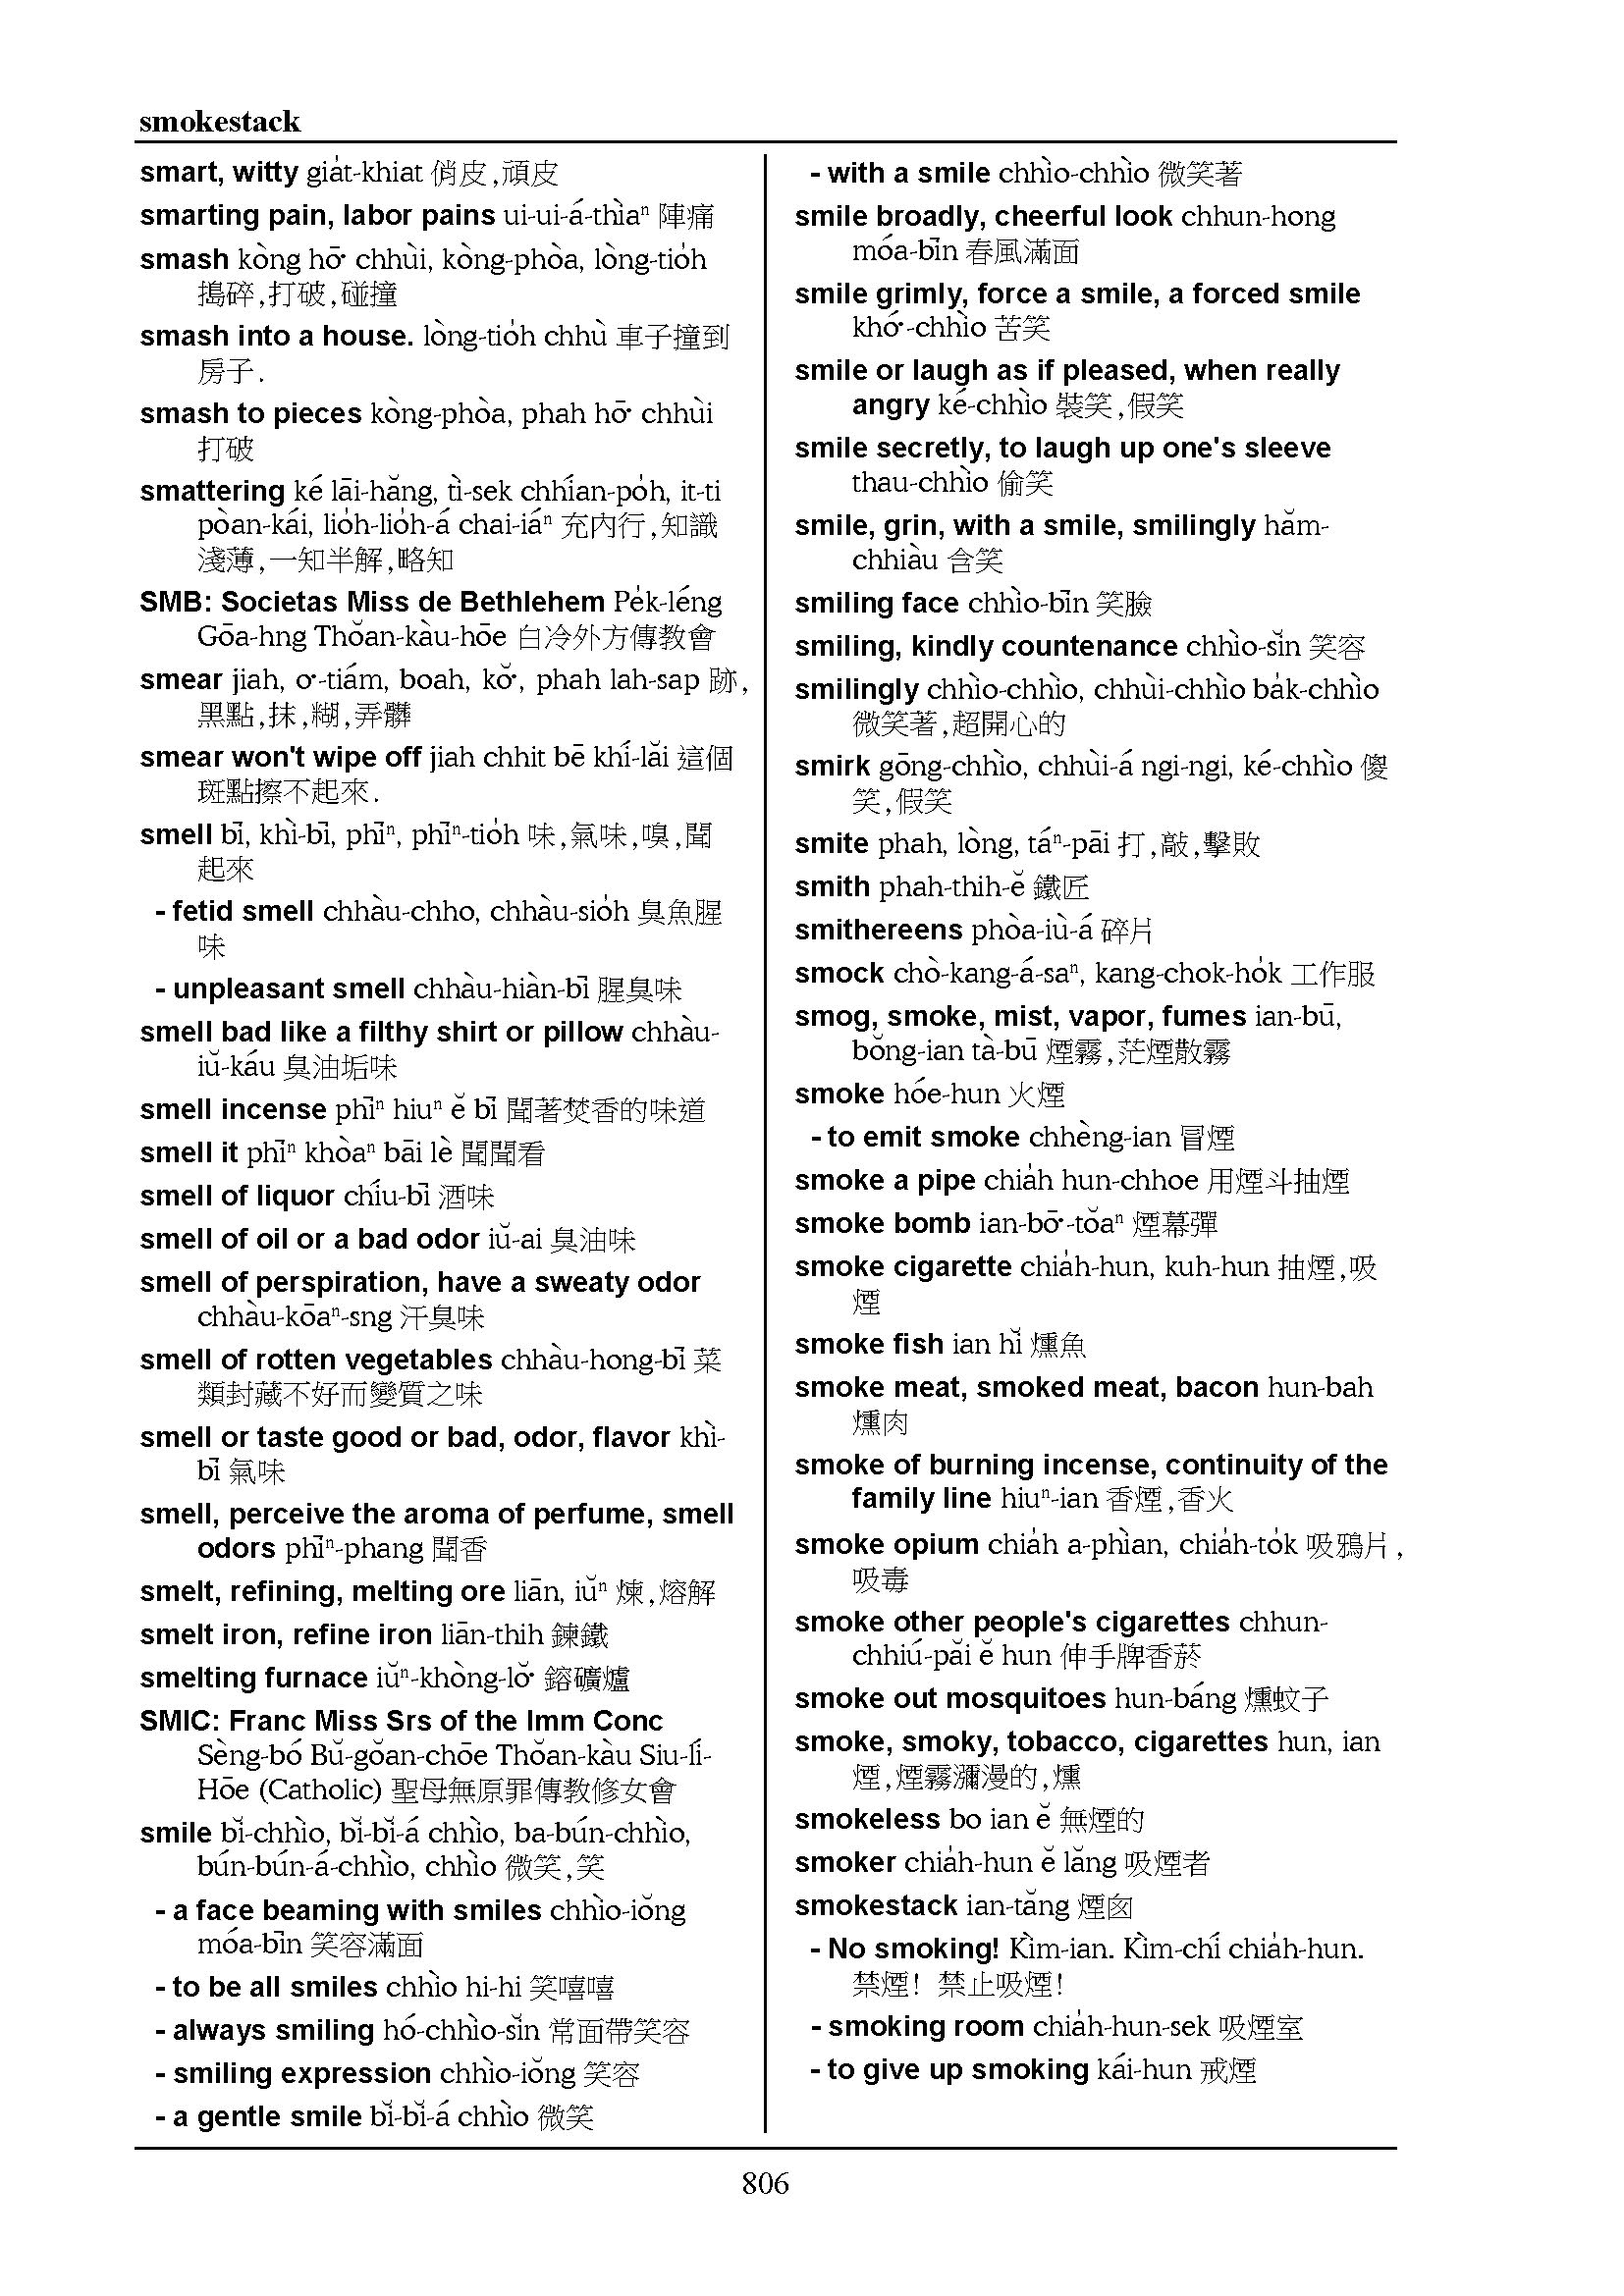 smokestack
smart, witty gia̍t-khiat 俏皮,頑皮
smarting pain, labor pains ui-ui-á-thìaⁿ 陣痛
smash kòng hō͘ chhùi, kòng-phòa, lòng-tio̍h
搗碎,打破,碰撞
smash into a house. lòng-tio̍h chhù 車子撞到
房子.
smash to pieces kòng-phòa, phah hō͘ chhùi
打破
smattering ké lāi-hăng, tì-sek chhían-po̍h, it-ti
pòan-kái, lio̍h-lio̍h-á chai-iáⁿ 充內行,知識
淺薄,一知半解,略知
SMB: Societas Miss de Bethlehem Pe̍k-léng
Gōa-hng Thŏan-kàu-hōe 白冷外方傳教會
smear jiah, o͘-tiám, boah, kŏ͘, phah lah-sap 跡,
黑點,抹,糊,弄髒
smear won't wipe off jiah chhit bē khí-lăi 這個
斑點擦不起來.
smell bī, khì-bī, phīⁿ, phīⁿ-tio̍h 味,氣味,嗅,聞
起來
- fetid smell chhàu-chho, chhàu-sio̍h 臭魚腥
味
- unpleasant smell chhàu-hiàn-bī 腥臭味
smell bad like a filthy shirt or pillow chhàu-
iŭ-káu 臭油垢味
smell incense phīⁿ hiuⁿ ĕ bī 聞著焚香的味道
smell it phīⁿ khòaⁿ bāi lè 聞聞看
smell of liquor chíu-bī 酒味
smell of oil or a bad odor iŭ-ai 臭油味
smell of perspiration, have a sweaty odor
chhàu-kōaⁿ-sng 汗臭味
smell of rotten vegetables chhàu-hong-bī 菜
類封藏不好而變質之味
smell or taste good or bad, odor, flavor khì-
bī 氣味
smell, perceive the aroma of perfume, smell
odors phīⁿ-phang 聞香
smelt, refining, melting ore liān, iŭⁿ 煉,熔解
smelt iron, refine iron liān-thih 鍊鐵
smelting furnace iŭⁿ-khòng-lŏ͘ 鎔礦爐
SMIC: Franc Miss Srs of the Imm Conc
Sèng-bó Bŭ-gŏan-chōe Thŏan-kàu Siu-lí-
Hōe (Catholic) 聖母無原罪傳教修女會
smile bĭ-chhìo, bĭ-bĭ-á chhìo, ba-bún-chhìo,
bún-bún-á-chhìo, chhìo 微笑,笑
- a face beaming with smiles chhìo-iŏng
móa-bīn 笑容滿面
- to be all smiles chhìo hi-hi 笑嘻嘻
- always smiling hó-chhìo-sĭn 常面帶笑容
- smiling expression chhìo-iŏng 笑容
- a gentle smile bĭ-bĭ-á chhìo 微笑
- with a smile chhìo-chhìo 微笑著
smile broadly, cheerful look chhun-hong
móa-bīn 春風滿面
smile grimly, force a smile, a forced smile
khó͘-chhìo 苦笑
smile or laugh as if pleased, when really
angry ké-chhìo 裝笑,假笑
smile secretly, to laugh up one's sleeve
thau-chhìo 偷笑
smile, grin, with a smile, smilingly hăm-
chhiàu 含笑
smiling face chhìo-bīn 笑臉
smiling, kindly countenance chhìo-sĭn 笑容
smilingly chhìo-chhìo, chhùi-chhìo ba̍k-chhìo
微笑著,超開心的
smirk gōng-chhìo, chhùi-á ngi-ngi, ké-chhìo 傻
笑,假笑
smite phah, lòng, táⁿ-pāi 打,敲,擊敗
smith phah-thih-ĕ 鐵匠
smithereens phòa-iù-á 碎片
smock chò-kang-á-saⁿ, kang-chok-ho̍k 工作服
smog, smoke, mist, vapor, fumes ian-bū,
bŏng-ian tà-bū 煙霧,茫煙散霧
smoke hóe-hun 火煙
- to emit smoke chhèng-ian 冒煙
smoke a pipe chia̍h hun-chhoe 用煙斗抽煙
smoke bomb ian-bō͘-tŏaⁿ 煙幕彈
smoke cigarette chia̍h-hun, kuh-hun 抽煙,吸
煙
smoke fish ian hĭ 燻魚
smoke meat, smoked meat, bacon hun-bah
燻肉
smoke of burning incense, continuity of the
family line hiuⁿ-ian 香煙,香火
smoke opium chia̍h a-phìan, chia̍h-to̍k 吸鴉片,
吸毒
smoke other people's cigarettes chhun-
chhiú-păi ĕ hun 伸手牌香菸
smoke out mosquitoes hun-báng 燻蚊子
smoke, smoky, tobacco, cigarettes hun, ian
煙,煙霧瀰漫的,燻
smokeless bo ian ĕ 無煙的
smoker chia̍h-hun ĕ lăng 吸煙者
smokestack ian-tăng 煙囪
- No smoking! Kìm-ian. Kìm-chí chia̍h-hun.
禁煙! 禁止吸煙!
- smoking room chia̍h-hun-sek 吸煙室
- to give up smoking kái-hun 戒煙
806